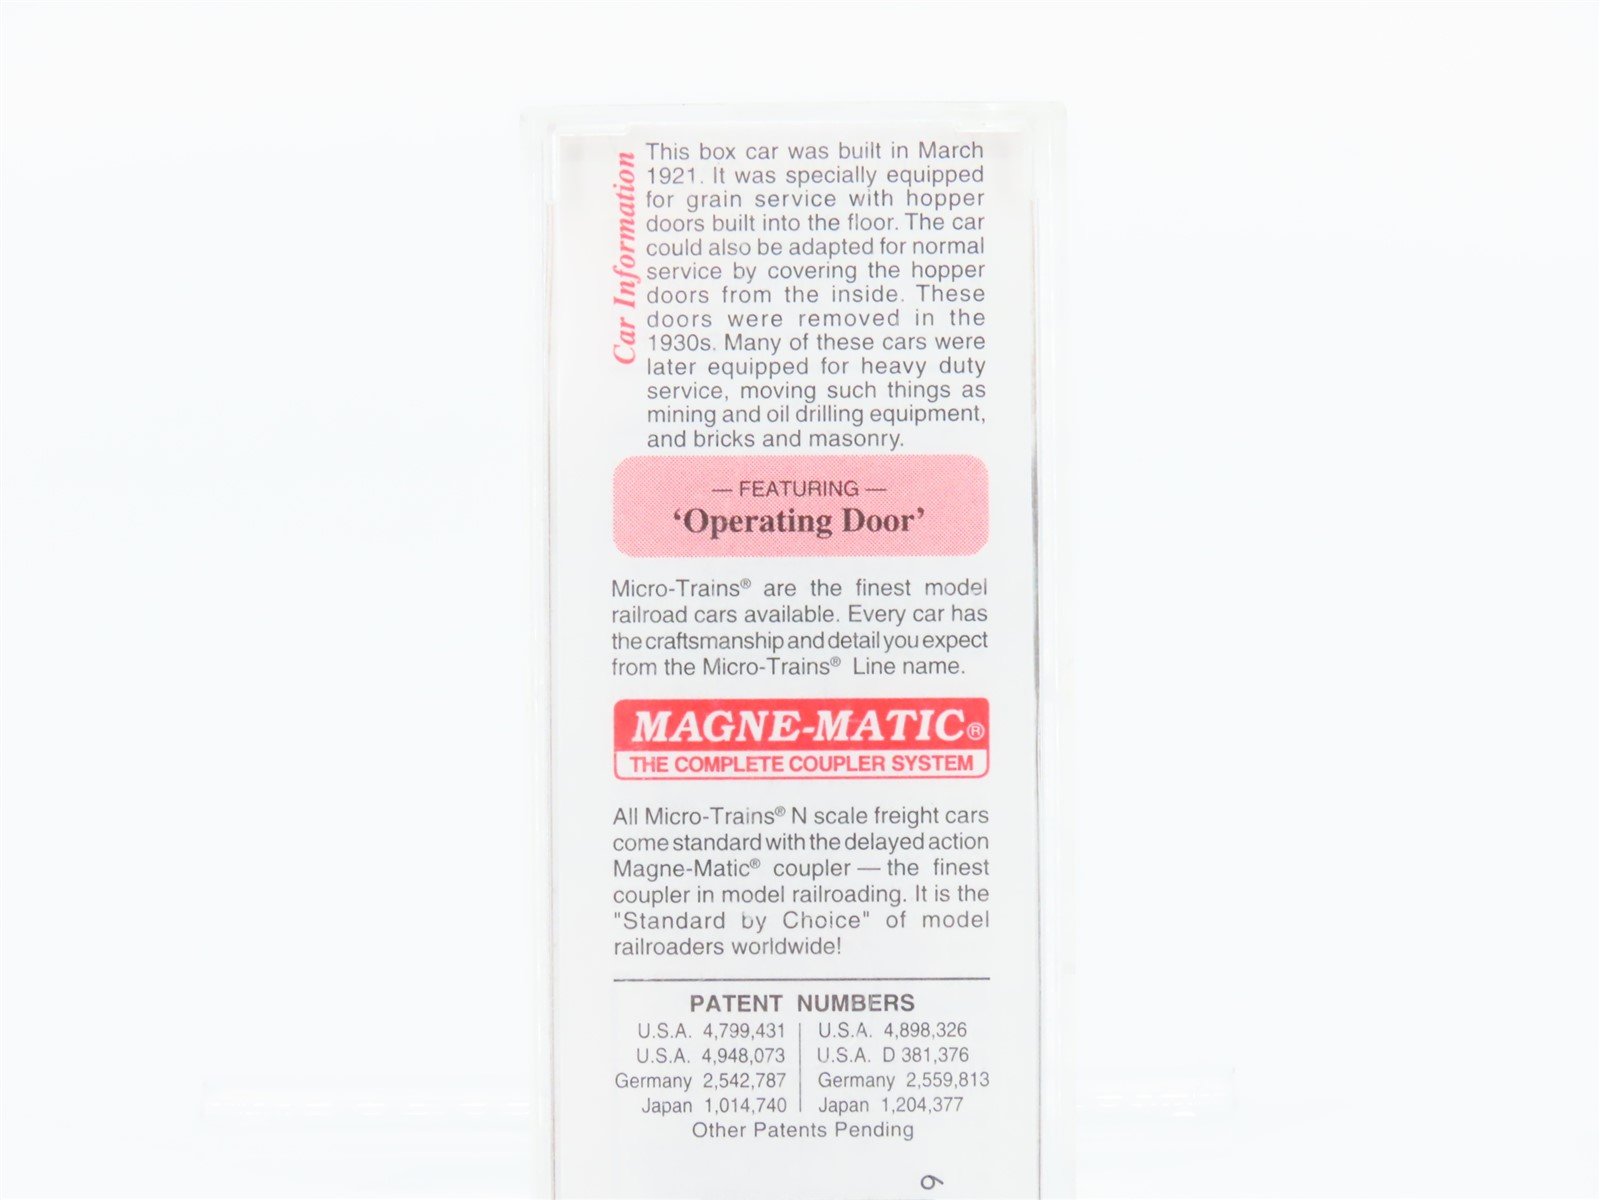 Car Information
This box car was built in March
1921. It was specially equipped
for grain service with hopper
doors built into the floor. The car
could also be adapted for normal
service by covering the hopper
doors from the inside. These
doors were removed in the
1930s. Many of these cars were
later equipped for heavy duty
service, moving such things as
mining and oil drilling equipment,
and bricks and masonry.
— FEATURING —
‘Operating Door’
Micro-Trains® are the finest model
railroad cars available. Every car has
the craftsmanship and detail you expect
from the Micro-Trains® Line name.
MAGNE-MATIC®
THE COMPLETE COUPLER SYSTEM
All Micro-Trains® N scale freight cars
come standard with the delayed action
Magne-Matic® coupler — the finest
coupler in model railroading. It is the
"Standard by Choice" of model
railroaders worldwide!
PATENT NUMBERS
U.S.A. 4,799,431 | U.S.A. 4,898,326
U.S.A. 4,948,073 | U.S.A. D 381,376
Germany 2,542,787 | Germany 2,559,813
Japan 1,014,740 | Japan 1,204,377
Other Patents Pending